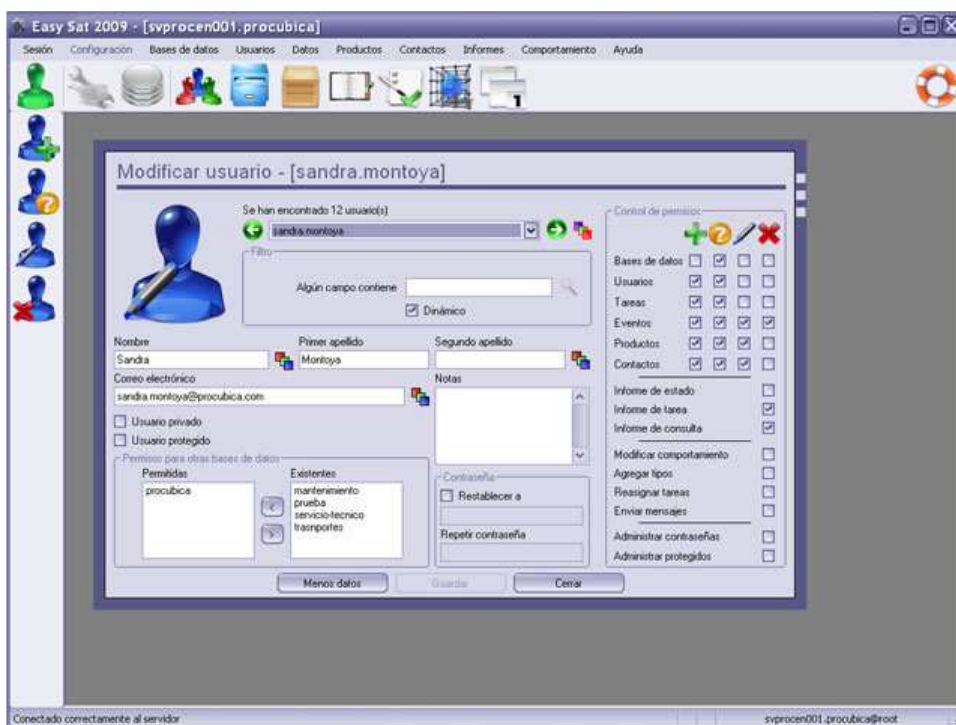 Easy Sat 2009 - [svprocen001.procubica]
Sesión Configuración Bases de datos Usuarios Datos Productos Contactos Informes Comportamiento Ayuda
1
Modificar usuario - [sandra.montoya]
Se han encontrado 12 usuario(s)
sandra.montoya
Filtro
Algún campo contiene
Dinámico
Nombre Primer apellido Segundo apellido
Sandra Montoya
Correo electrónico Notas
sandra.montoya@procubica.com
Usuario privado
Usuario protegido
Permisos para otras bases de datos
Permitidas Existentes
procubica
mantenimiento
prueba
servicio-tecnico
trasnportes
<
>
Contraseña
Restablecer a
Repetir contraseña
Control de permisos
Bases de datos
Usuarios
Tareas
Eventos
Productos
Contactos
Informe de estado
Informe de tarea
Informe de consulta
Modificar comportamiento
Agregar tipos
Reasignar tareas
Enviar mensajes
Administrar contraseñas
Administrar protegidos
Menos datos Guardar Cerrar
Conectado correctamente al servidor svprocen001.procubica@root